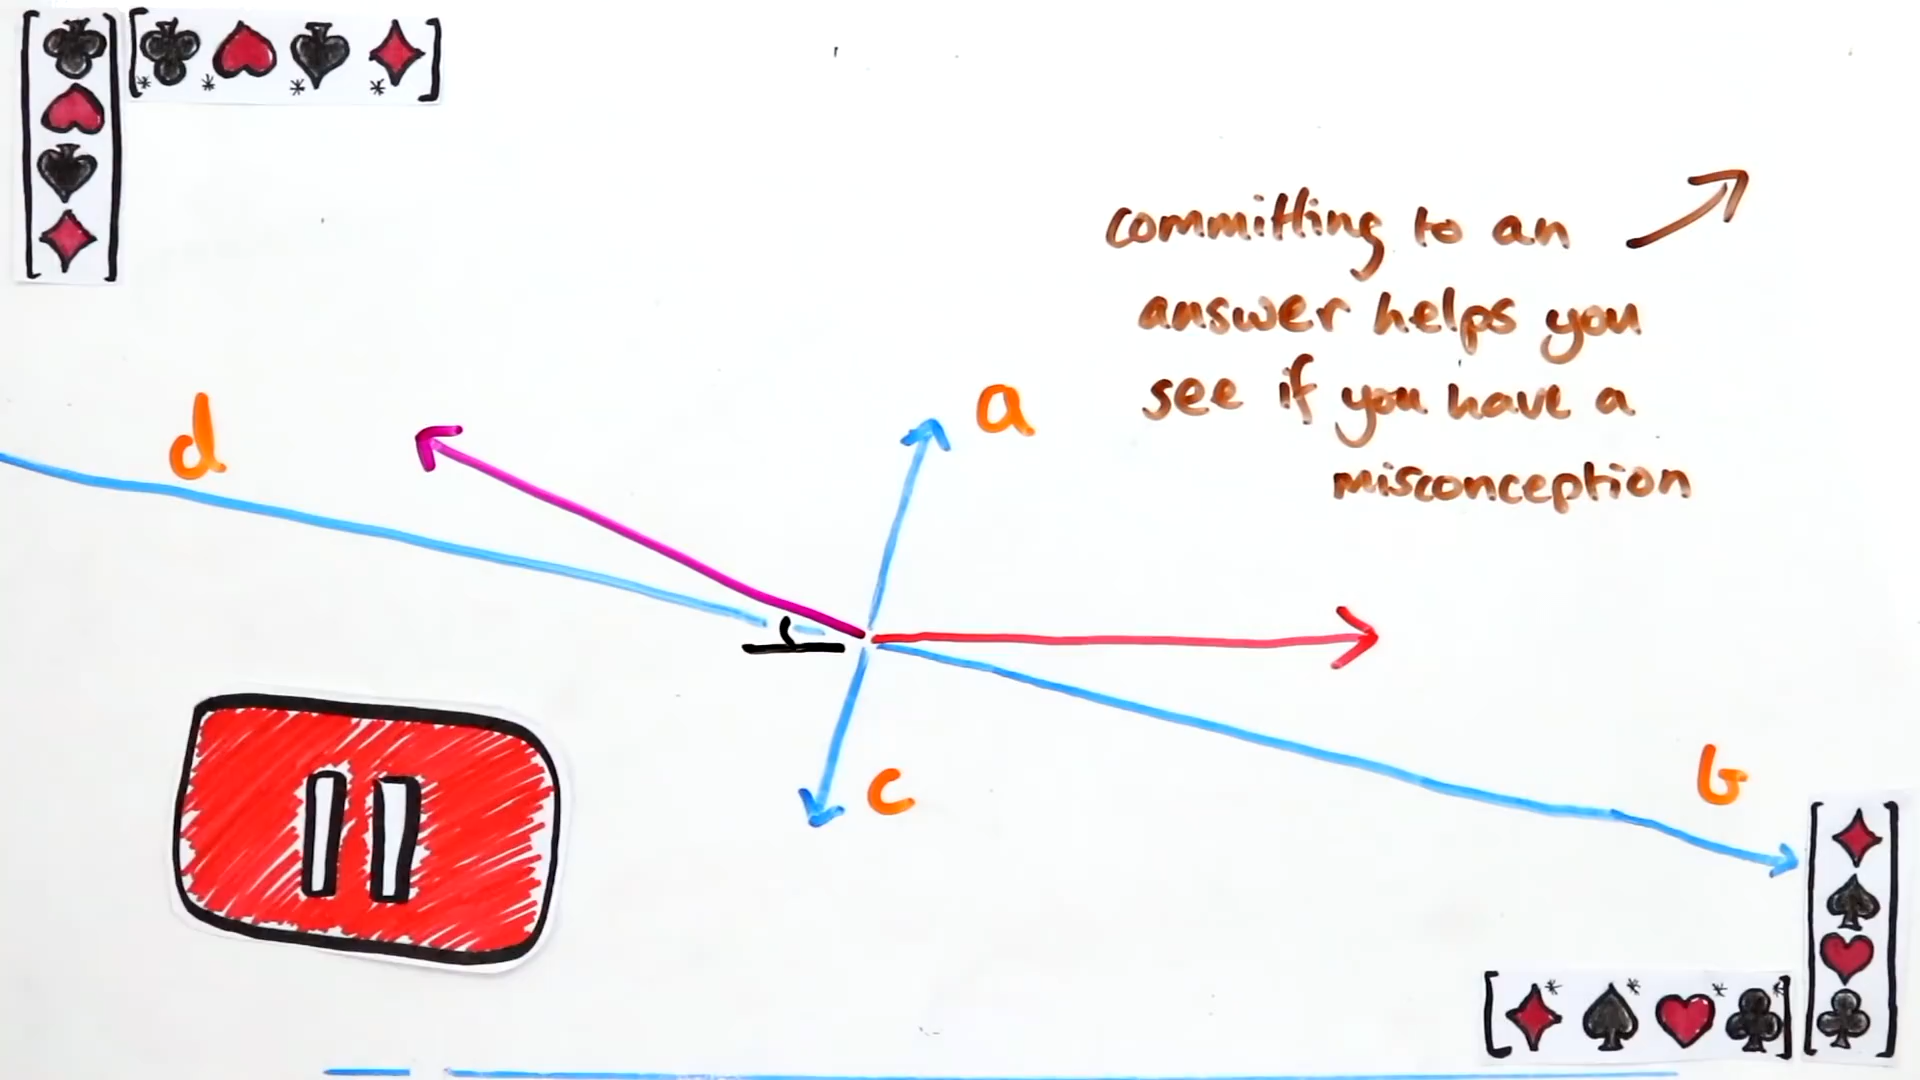 committing to an
answer helps you
see if you have a
misconception
a
d
c
b